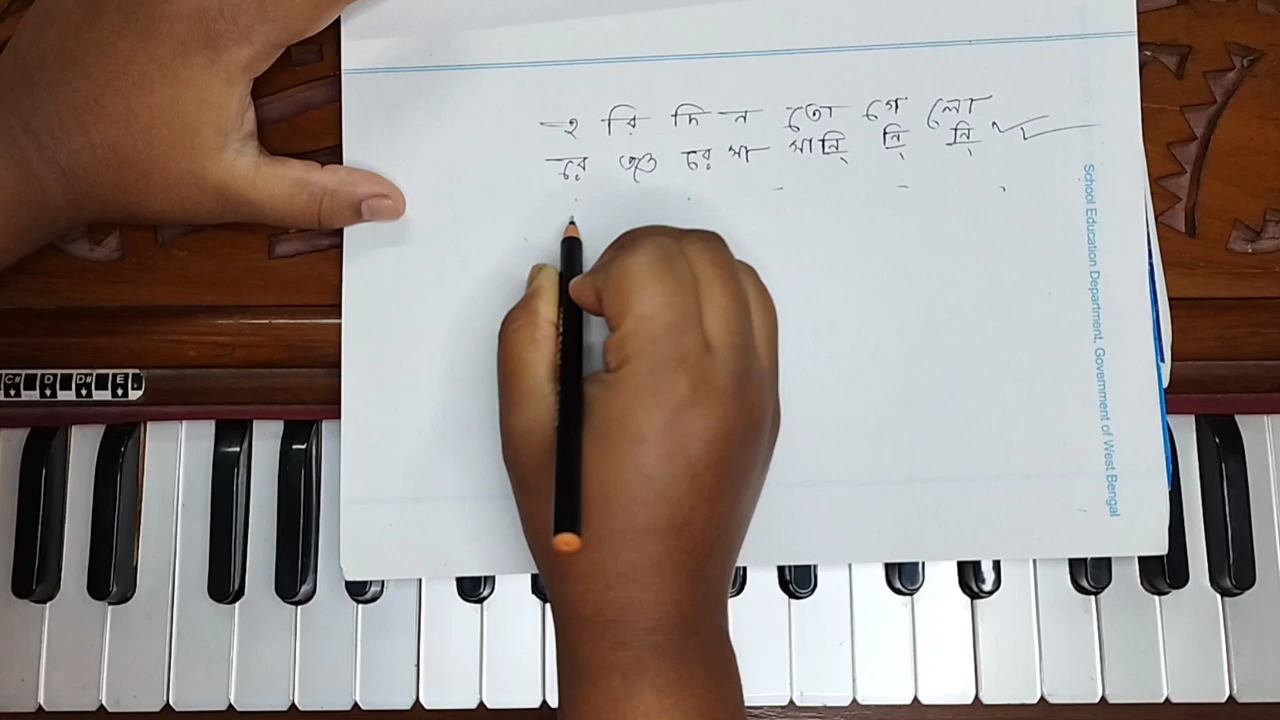 হ রি দি ন তো গে লো
রে জ্ঞ রে সা সা নি্ নি্ নি্
School Education Department, Government of West Bengal
C# D D# E